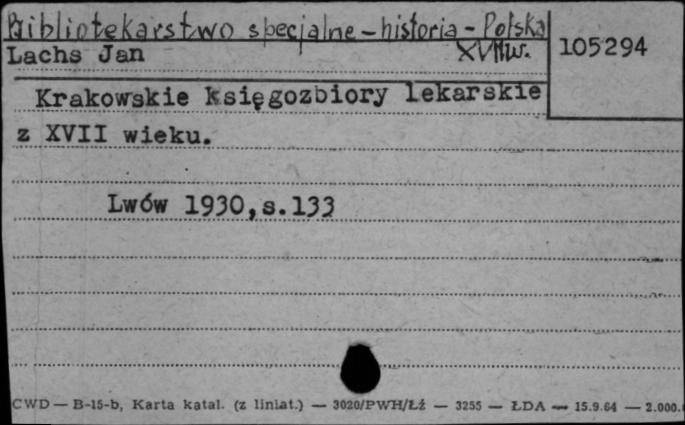 Bibliotekarstwo specjalne - historia - Polska
XVIIw.
105294
Lachs Jan
Krakowskie księgozbiory lekarskie
z XVII wieku.
Lwów 1930,s.133
CWD — B-15-b, Karta katal. (z liniat.) — 3020/PWH/Łź — 3255 — ŁDA — 15.9.64 — 2.000.